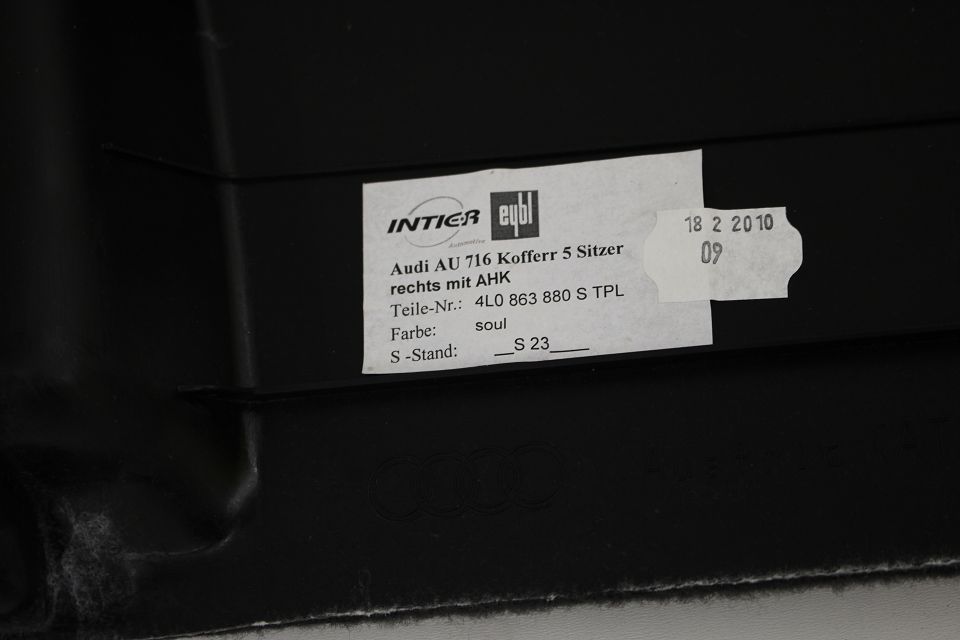 INTIER
Automotive
eybl
Audi AU 716 Kofferr 5 Sitzer
rechts mit AHK
Teile-Nr.: 4L0 863 880 S TPL
Farbe: soul
S -Stand: __S 23____
18 2 2010
09